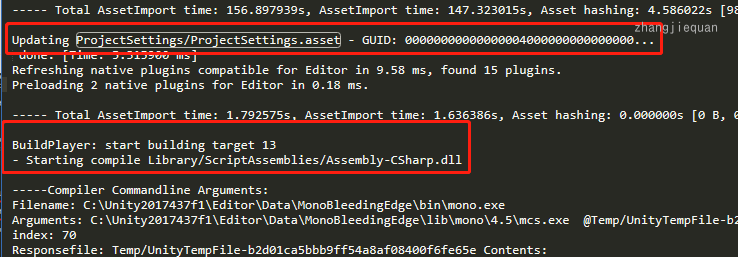 ----- Total AssetImport time: 156.897939s, AssetImport time: 147.323015s, Asset hashing: 4.586022s [98
zhangjiequan
Updating ProjectSettings/ProjectSettings.asset - GUID: 00000000000000004000000000000000...
done. [Time: ms]
Refreshing native plugins compatible for Editor in 9.58 ms, found 15 plugins.
Preloading 2 native plugins for Editor in 0.18 ms.
----- Total AssetImport time: 1.792575s, AssetImport time: 1.636386s, Asset hashing: 0.000000s [0 B, 0
BuildPlayer: start building target 13
- Starting compile Library/ScriptAssemblies/Assembly-CSharp.dll
-----Compiler Commandline Arguments:
Filename: C:\Unity2017437f1\Editor\Data\MonoBleedingEdge\bin\mono.exe
Arguments: C:\Unity2017437f1\Editor\Data\MonoBleedingEdge\lib\mono\4.5\mcs.exe @Temp/UnityTempFile-b2
index: 70
Responsefile: Temp/UnityTempFile-b2d01ca5bbb9ff54a8af08400f6fe65e Contents: